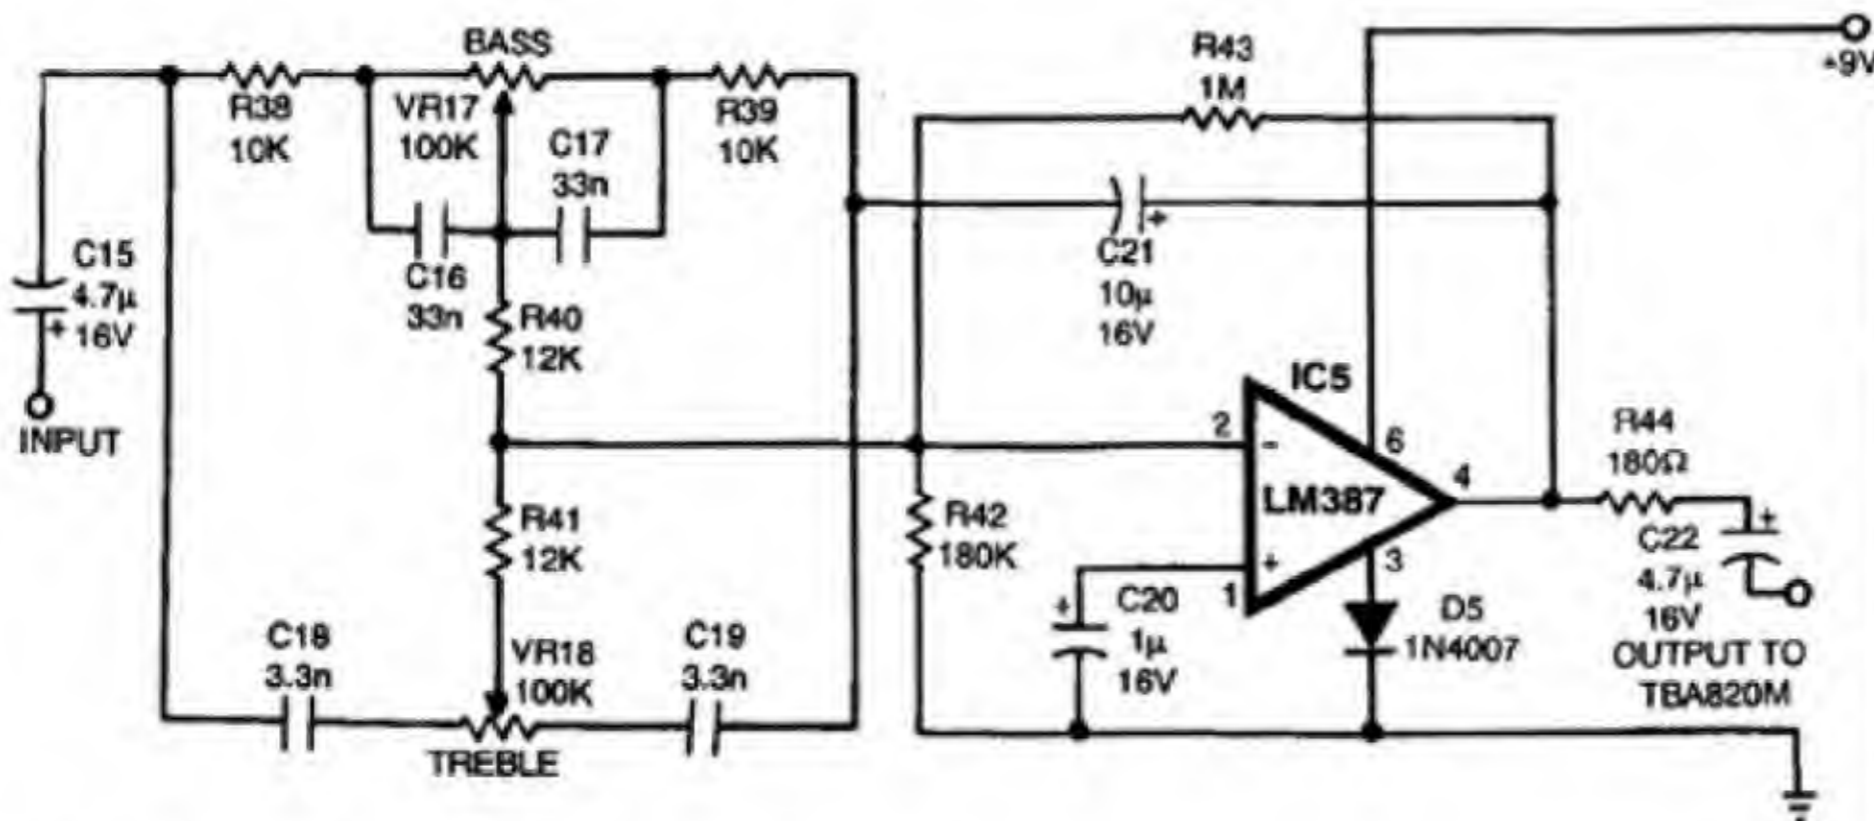 BASS
R38
10K
VR17
100K
C17
33n
R39
10K
R43
1M
+9V
C15
4.7µ
16V
+
INPUT
C16
33n
R40
12K
+
C21
10µ
16V
IC5
2
-
6
LM387
4
R44
180Ω
R41
12K
R42
180K
+
1
3
+
C20
1µ
16V
D5
1N4007
+
C22
4.7µ
16V
OUTPUT TO
TBA820M
C18
3.3n
VR18
100K
C19
3.3n
TREBLE